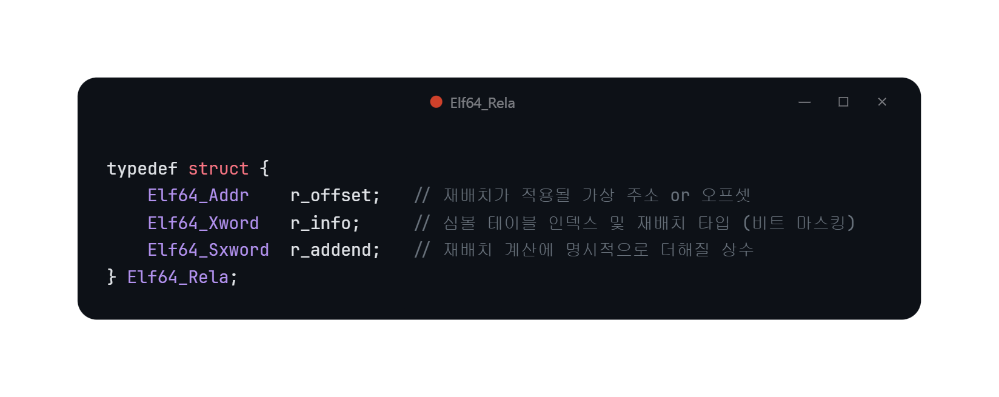 Elf64_Rela
typedef struct {
    Elf64_Addr    r_offset;   // 재배치가 적용될 가상 주소 or 오프셋
    Elf64_Xword   r_info;     // 심볼 테이블 인덱스 및 재배치 타입 (비트 마스킹)
    Elf64_Sxword  r_addend;   // 재배치 계산에 명시적으로 더해질 상수
} Elf64_Rela;